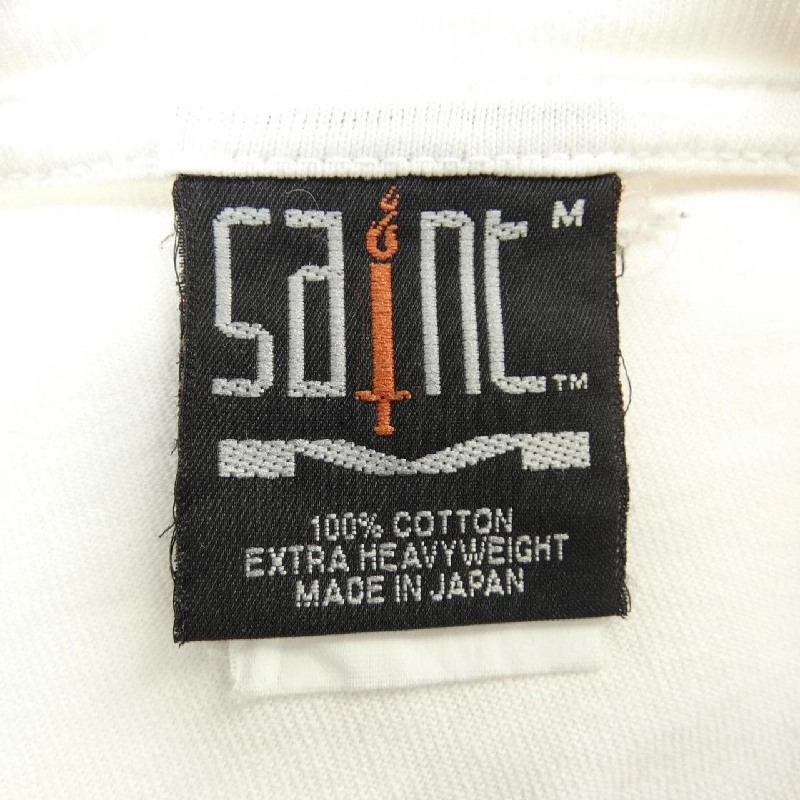 saint M
TM
100% COTTON
EXTRA HEAVYWEIGHT
MADE IN JAPAN